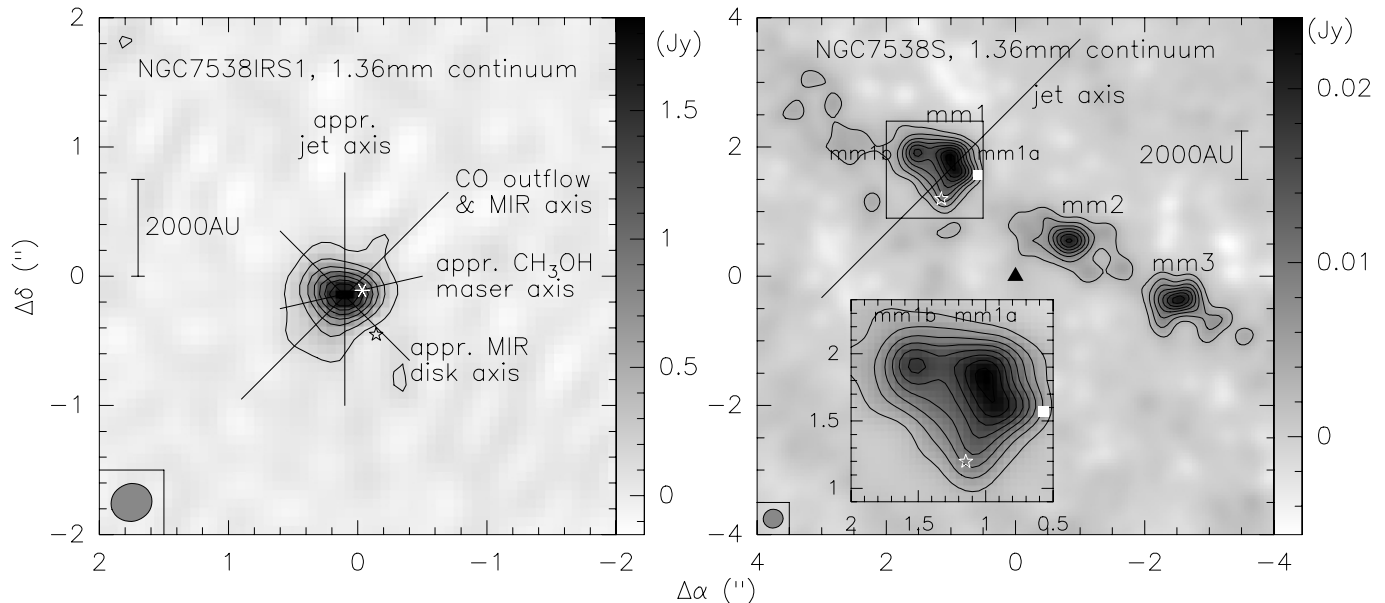 NGC7538IRS1, 1.36mm continuum
appr.
jet axis
CO outflow
& MIR axis
2000AU
appr. CH3OH
maser axis
appr. MIR
disk axis
2
1
0
−1
−2
2
1
0
−1
−2
Δδ ('')
(Jy)
1.5
1
0.5
0
NGC7538S, 1.36mm continuum
jet axis
mm1
mm1b
mm1a
2000AU
mm2
mm3
mm1b
mm1a
2
1.5
1
2
1.5
1
0.5
4
2
0
−2
−4
4
2
0
−2
−4
(Jy)
0.02
0.01
0
Δα ('')